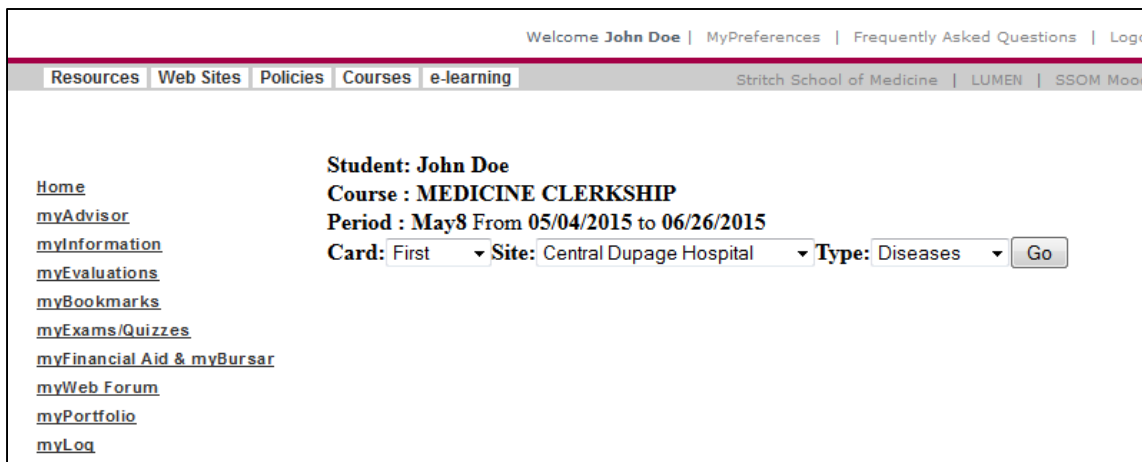 Welcome John Doe | MyPreferences | Frequently Asked Questions |
Resources Web Sites Policies Courses e-learning Stritch School of Medicine | LUMEN | SSOM
Student: John Doe
Course : MEDICINE CLERKSHIP
Period : May8 From 05/04/2015 to 06/26/2015
Card: First Site: Central Dupage Hospital Type: Diseases Go
Home
myAdvisor
myInformation
myEvaluations
myBookmarks
myExams/Quizzes
myFinancial Aid & myBursar
myWeb Forum
myPortfolio
myLog